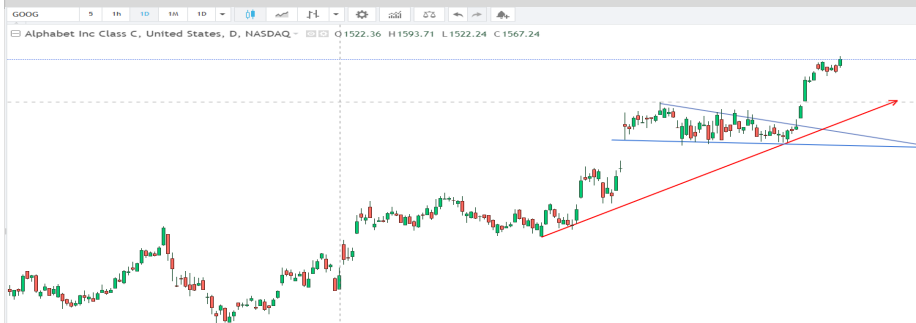 GOOG 5 1h 1D 1M 1D
Alphabet Inc Class C, United States, D, NASDAQ O1522.36 H1593.71 L1522.24 C1567.24